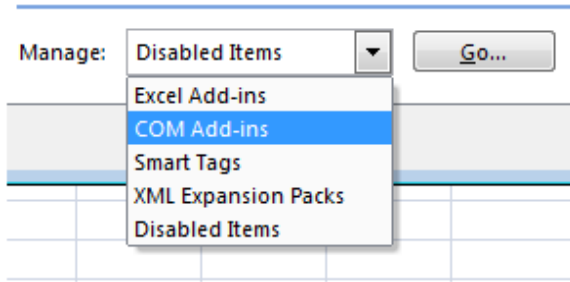 Manage: Disabled Items Go...
Excel Add-ins
COM Add-ins
Smart Tags
XML Expansion Packs
Disabled Items